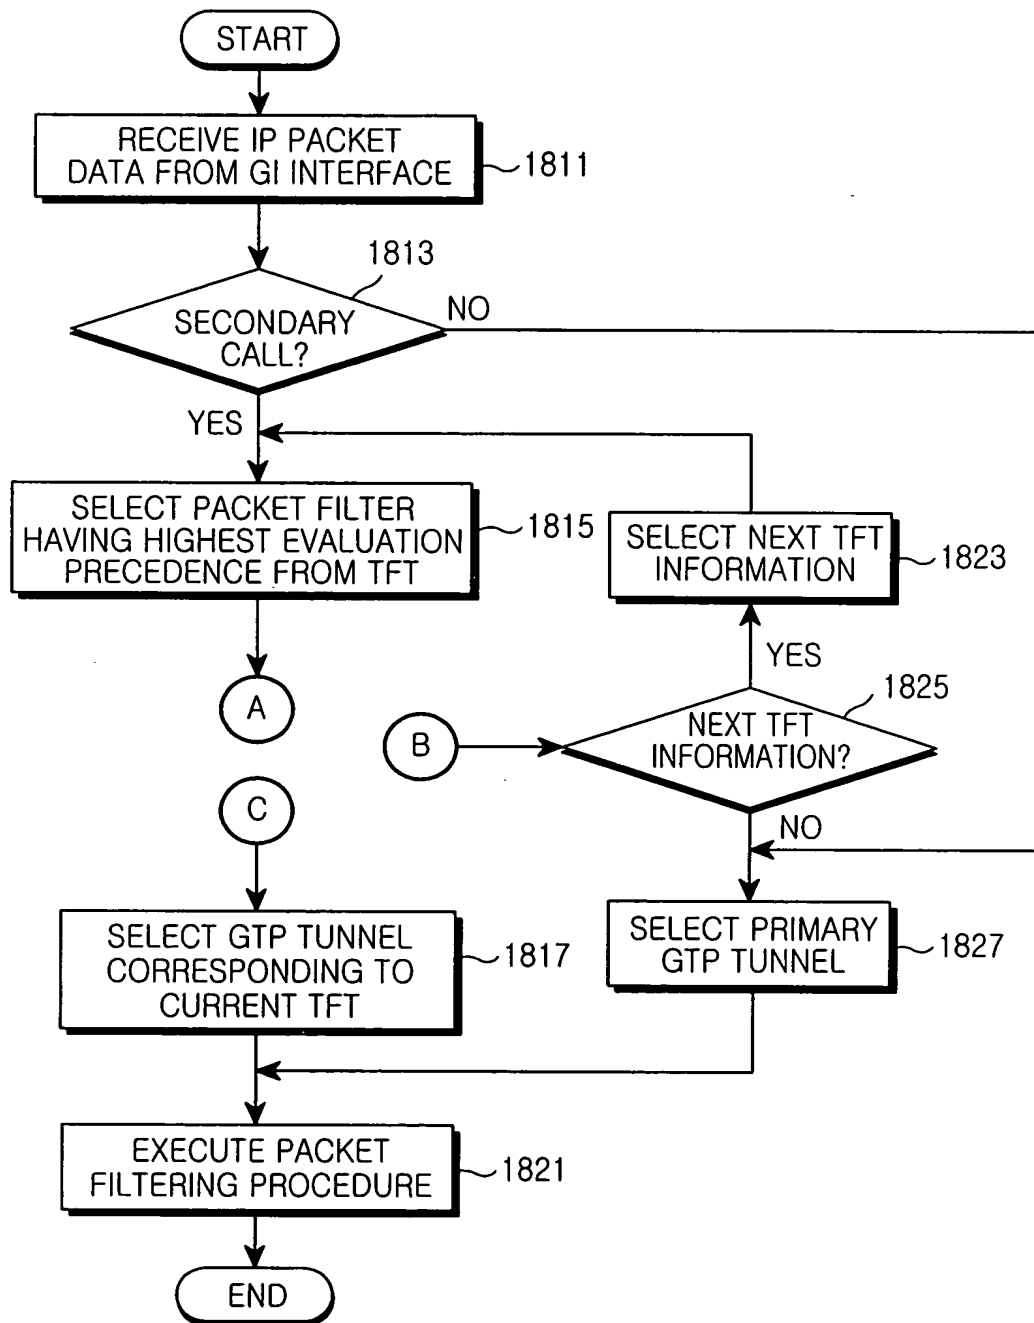 START
RECEIVE IP PACKET
DATA FROM GI INTERFACE
1811
1813
SECONDARY
CALL?
NO
YES
SELECT PACKET FILTER
HAVING HIGHEST EVALUATION
PRECEDENCE FROM TFT
1815
SELECT NEXT TFT
INFORMATION
1823
YES
A
1825
B
NEXT TFT
INFORMATION?
C
NO
SELECT GTP TUNNEL
CORRESPONDING TO
CURRENT TFT
1817
SELECT PRIMARY
GTP TUNNEL
1827
EXECUTE PACKET
FILTERING PROCEDURE
1821
END